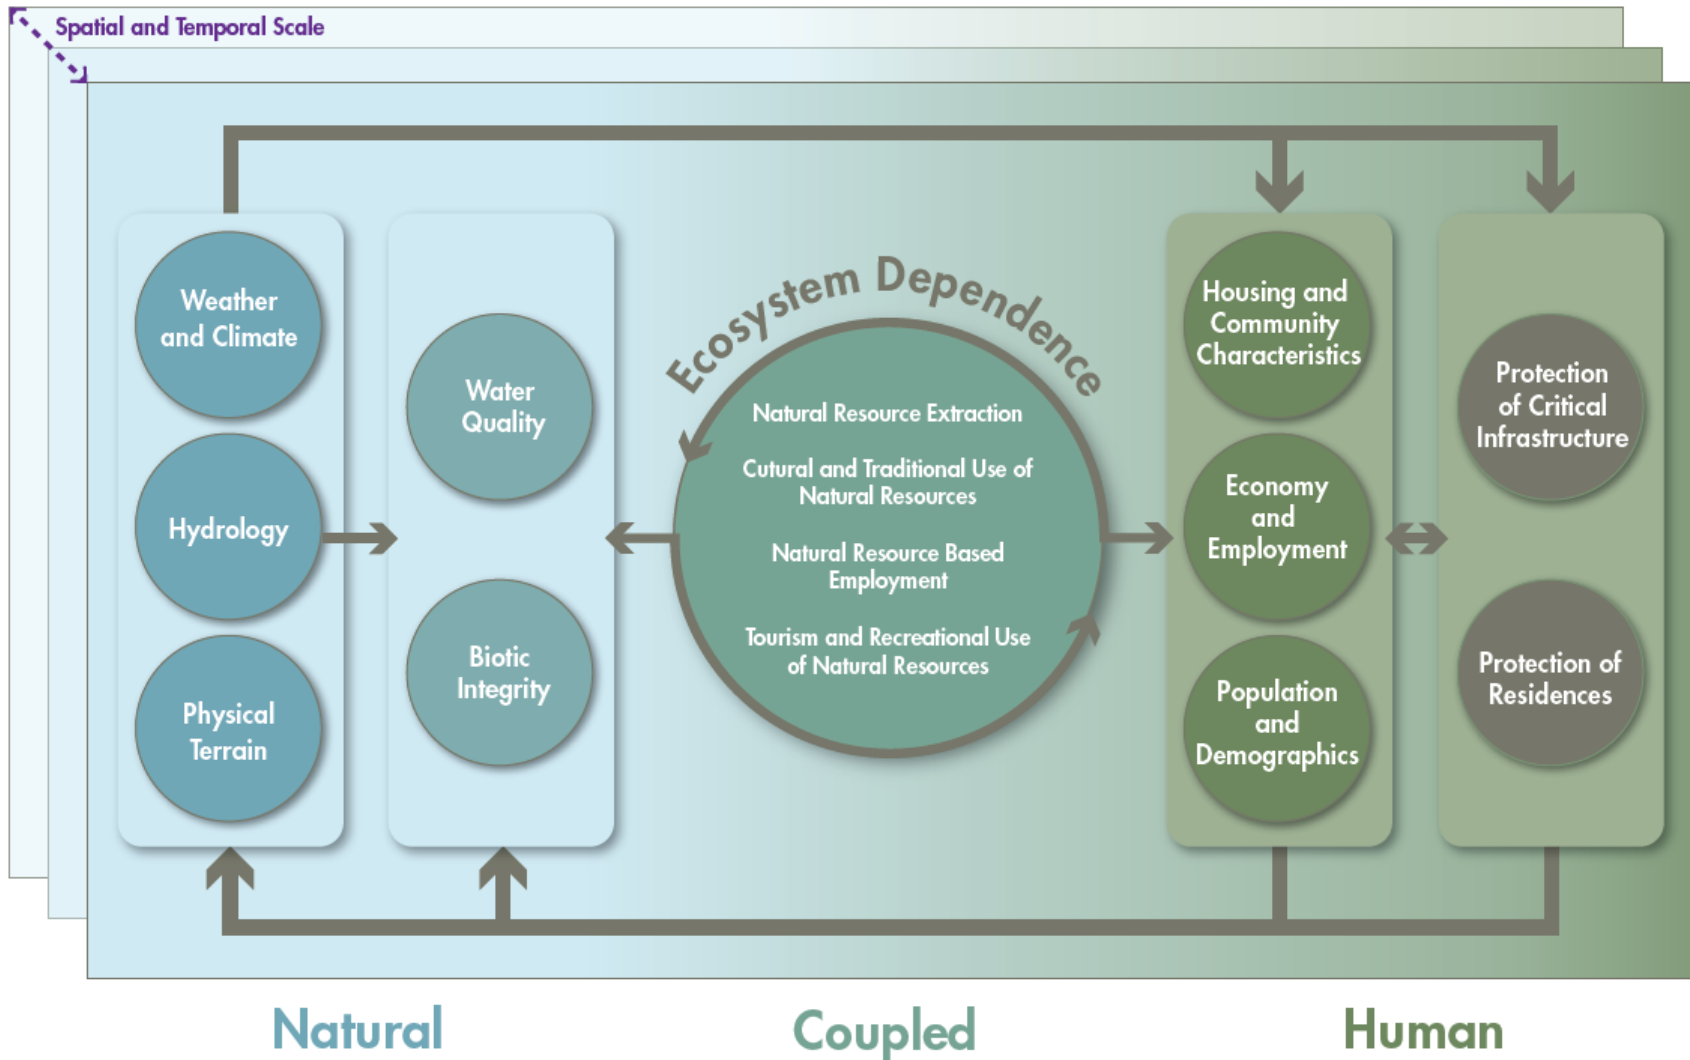 Spatial and Temporal Scale
Weather
and Climate
Hydrology
Physical
Terrain
Water
Quality
Biotic
Integrity
Ecosystem Dependence
Natural Resource Extraction
Cutural and Traditional Use of
Natural Resources
Natural Resource Based
Employment
Tourism and Recreational Use
of Natural Resources
Housing and
Community
Characteristics
Economy
and
Employment
Population
and
Demographics
Protection
of Critical
Infrastructure
Protection of
Residences
Natural
Coupled
Human